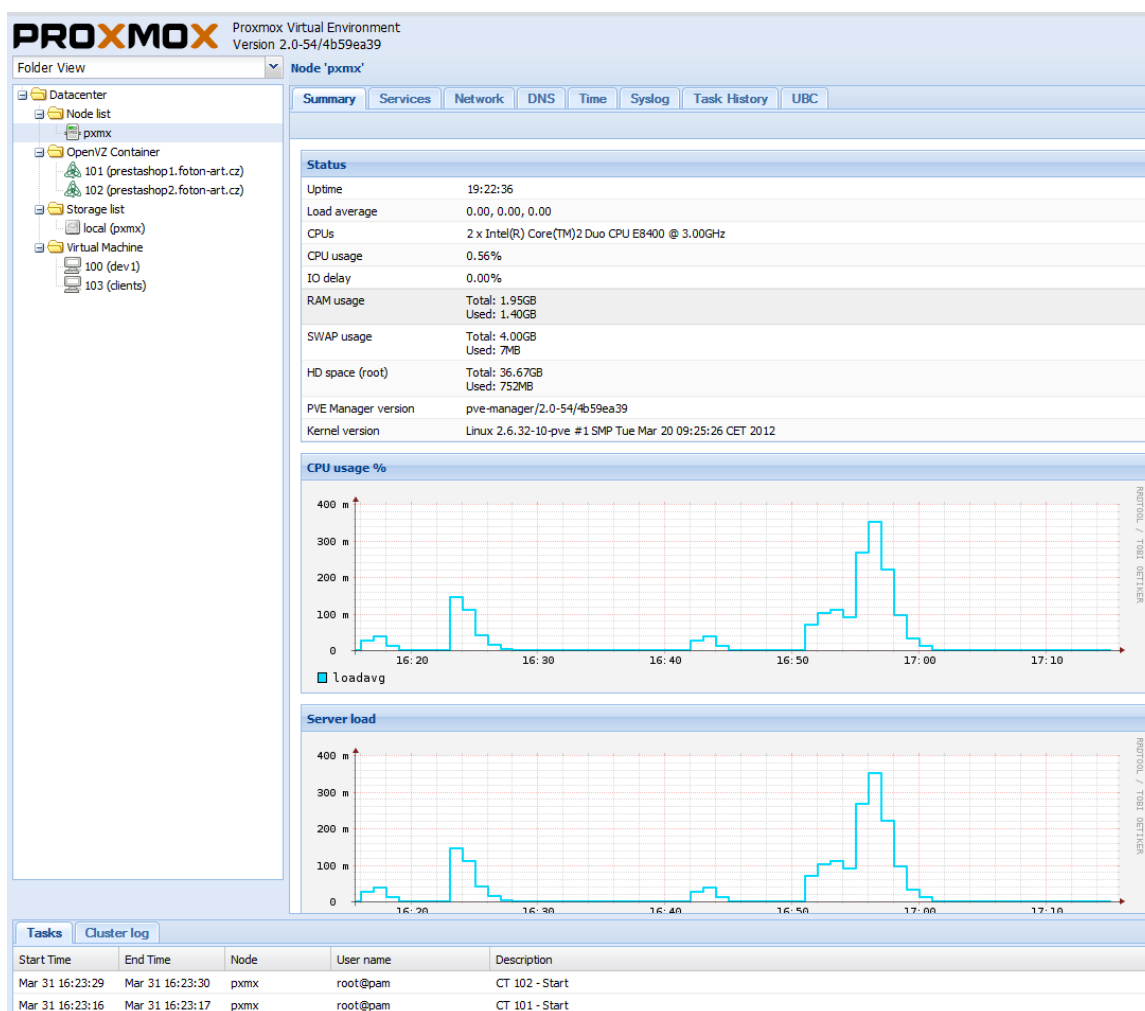 PROXMOX
Proxmox Virtual Environment
Version 2.0-54/4b59ea39
Folder View
Node 'pxmx'
Datacenter
Node list
pxmx
OpenVZ Container
101 (prestashop1.foton-art.cz)
102 (prestashop2.foton-art.cz)
Storage list
local (pxmx)
Virtual Machine
100 (dev1)
103 (clients)
Summary Services Network DNS Time Syslog Task History UBC
Status
Uptime 19:22:36
Load average 0.00, 0.00, 0.00
CPUs 2 x Intel(R) Core(TM)2 Duo CPU E8400 @ 3.00GHz
CPU usage 0.56%
IO delay 0.00%
RAM usage Total: 1.95GB
Used: 1.40GB
SWAP usage Total: 4.00GB
Used: 7MB
HD space (root) Total: 36.67GB
Used: 752MB
PVE Manager version pve-manager/2.0-54/4b59ea39
Kernel version Linux 2.6.32-10-pve #1 SMP Tue Mar 20 09:25:26 CET 2012
CPU usage %
400 m
300 m
200 m
100 m
0
16:20 16:30 16:40 16:50 17:00 17:10
loadavg
RRDTOOL / TOBI OETIKER
Server load
400 m
300 m
200 m
100 m
0
16:20 16:30 16:40 16:50 17:00 17:10
RRDTOOL / TOBI OETIKER
Tasks Cluster log
Start Time End Time Node User name Description
Mar 31 16:23:29 Mar 31 16:23:30 pxmx root@pam CT 102 - Start
Mar 31 16:23:16 Mar 31 16:23:17 pxmx root@pam CT 101 - Start